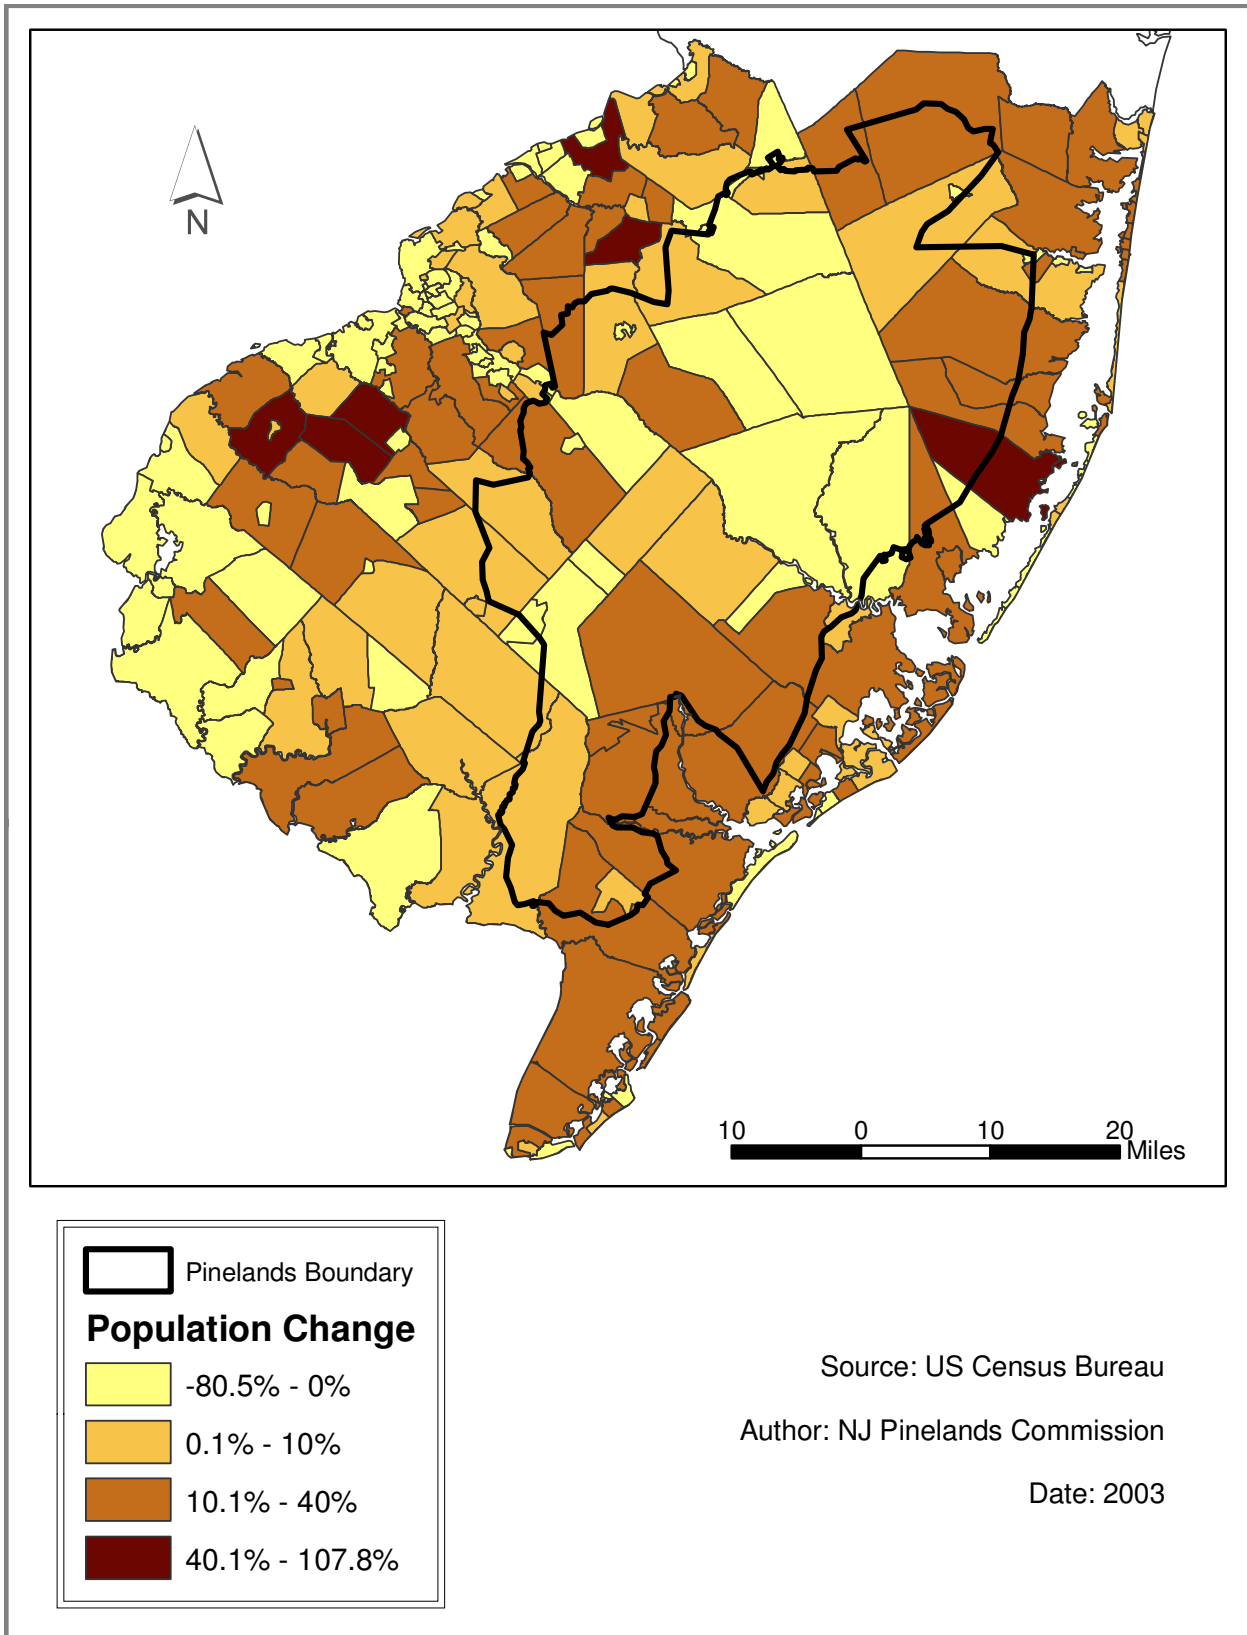 N
10 0 10 20
Miles
Pinelands Boundary
Population Change
-80.5% - 0%
0.1% - 10%
10.1% - 40%
40.1% - 107.8%
Source: US Census Bureau
Author: NJ Pinelands Commission
Date: 2003